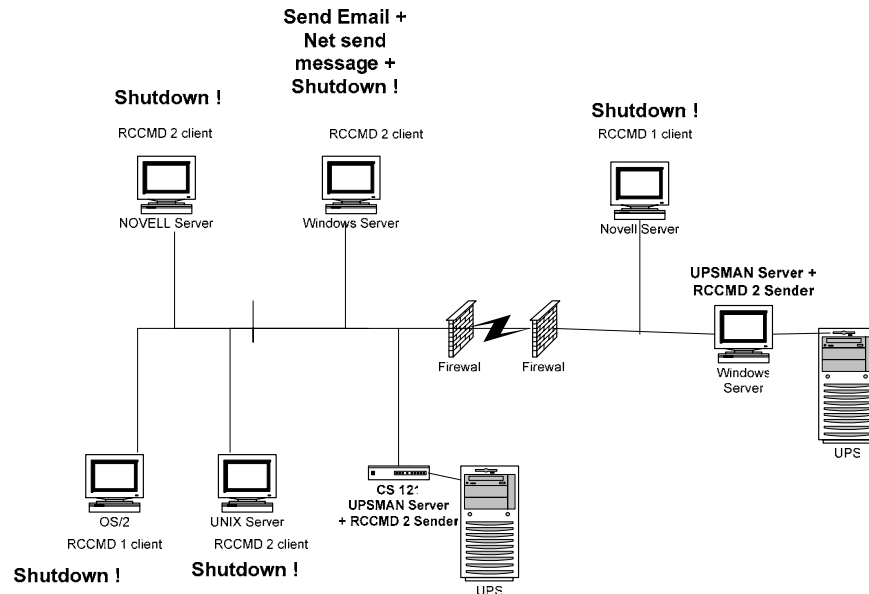 Send Email +
Net send
message +
Shutdown !
Shutdown !
RCCMD 2 client
RCCMD 2 client
Shutdown !
RCCMD 1 client
NOVELL Server
Windows Server
Novell Server
UPSMAN Server +
RCCMD 2 Sender
Firewal
Firewal
Windows
Server
UPS
OS/2
RCCMD 1 client
Shutdown !
UNIX Server
RCCMD 2 client
Shutdown !
CS 121
UPSMAN Server
+ RCCMD 2 Sender
UPS